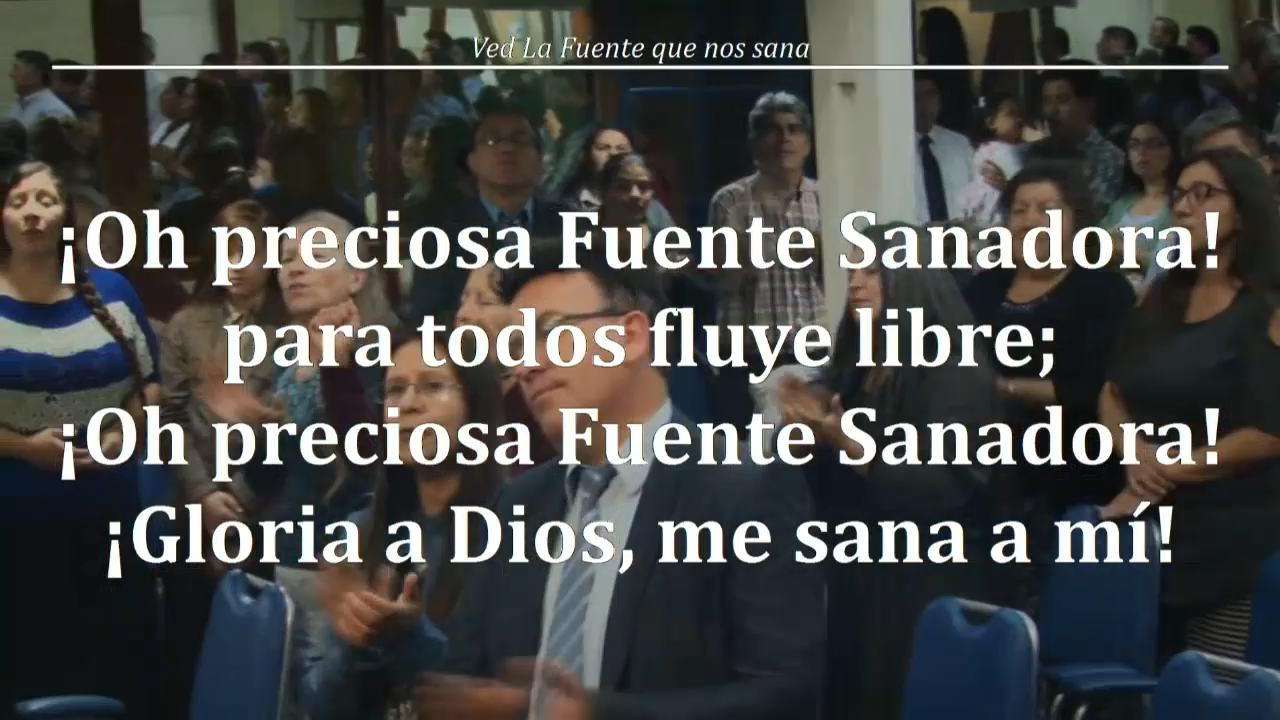 Ved La Fuente que nos sana
¡Oh preciosa Fuente Sanadora!
para todos fluye libre;
¡Oh preciosa Fuente Sanadora!
¡Gloria a Dios, me sana a mí!